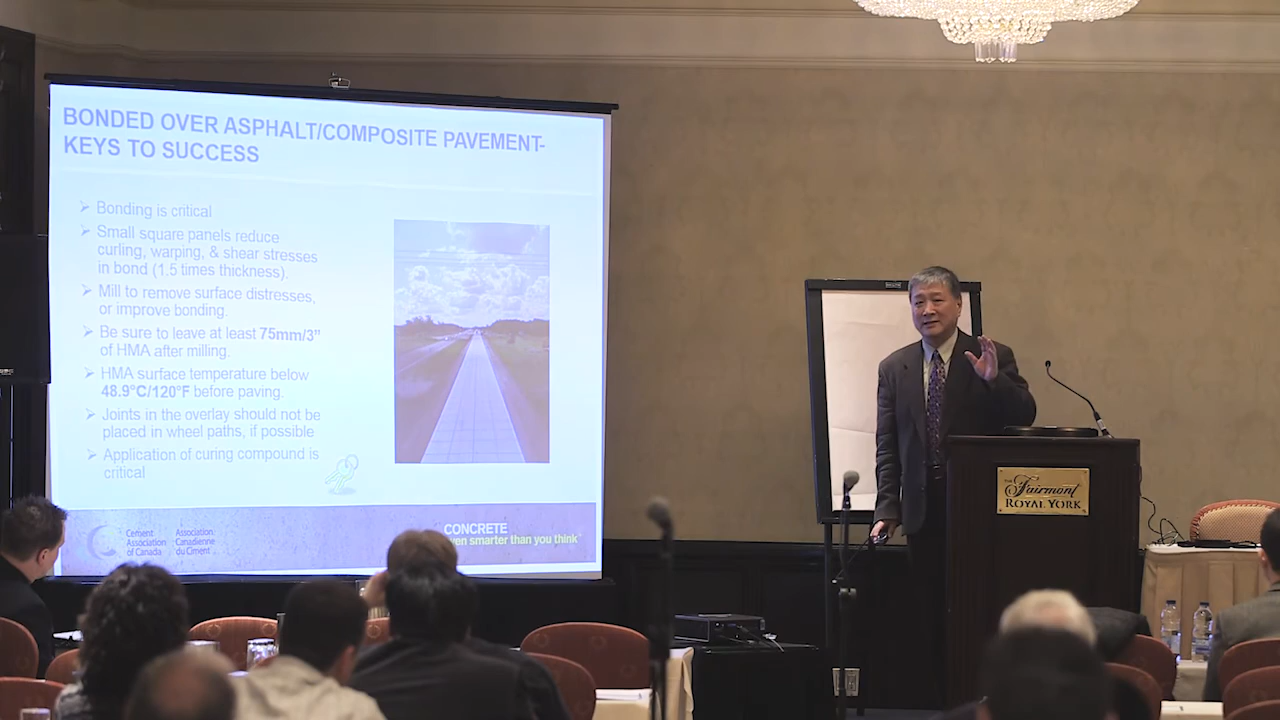 BONDED OVER ASPHALT/COMPOSITE PAVEMENT-
KEYS TO SUCCESS
Bonding is critical
Small square panels reduce
curling, warping, & shear stresses
in bond (1.5 times thickness).
Mill to remove surface distresses,
or improve bonding.
Be sure to leave at least 75mm/3”
of HMA after milling.
HMA surface temperature below
48.9°C/120°F before paving.
Joints in the overlay should not be
placed in wheel paths, if possible
Application of curing compound is
critical
Cement
Association
of Canada
Association
Canadienne
du Ciment
CONCRETE
even smarter than you think
THE
Fairmont
ROYAL YORK